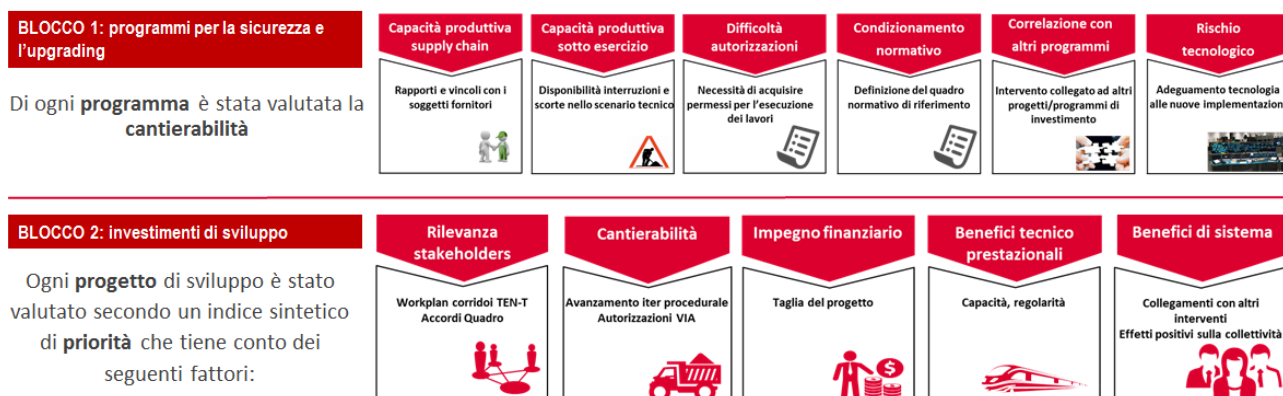 BLOCCO 1: programmi per la sicurezza e
l'upgrading
Di ogni programma è stata valutata la
cantierabilità
Capacità produttiva
supply chain
Rapporti e vincoli con i
soggetti fornitori
Capacità produttiva
sotto esercizio
Disponibilità interruzioni e
scorte nello scenario tecnico
Difficoltà
autorizzazioni
Necessità di acquisire
permessi per l'esecuzione
dei lavori
Condizionamento
normativo
Definizione del quadro
normativo di riferimento
Correlazione con
altri programmi
Intervento collegato ad altri
progetti/programmi di
investimento
Rischio
tecnologico
Adeguamento tecnologia
alle nuove implementazion
BLOCCO 2: investimenti di sviluppo
Ogni progetto di sviluppo è stato
valutato secondo un indice sintetico
di priorità che tiene conto dei
seguenti fattori:
Rilevanza
stakeholders
Workplan corridoi TEN-T
Accordi Quadro
Cantierabilità
Avanzamento iter procedurale
Autorizzazioni VIA
Impegno finanziario
Taglia del progetto
Benefici tecnico
prestazionali
Capacità, regolarità
Benefici di sistema
Collegamenti con altri
interventi
Effetti positivi sulla collettività